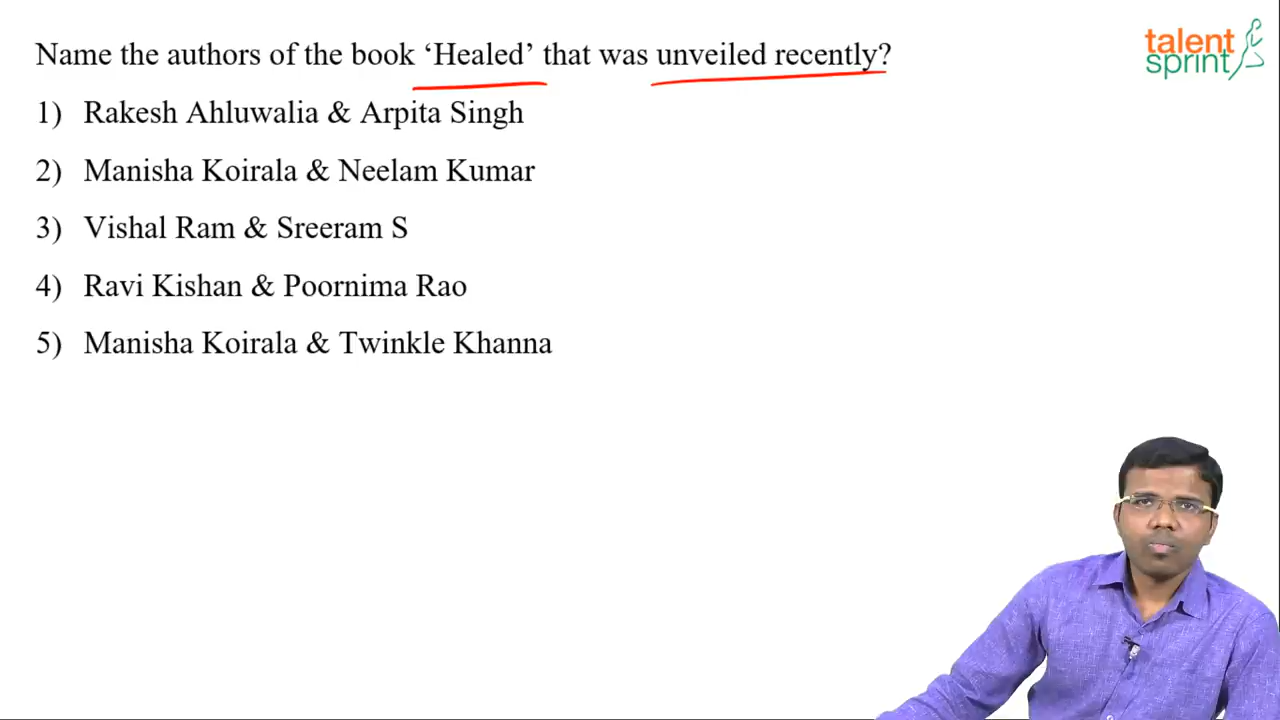 Name the authors of the book ‘Healed’ that was unveiled recently?
talent
sprint
1) Rakesh Ahluwalia & Arpita Singh
2) Manisha Koirala & Neelam Kumar
3) Vishal Ram & Sreeram S
4) Ravi Kishan & Poornima Rao
5) Manisha Koirala & Twinkle Khanna